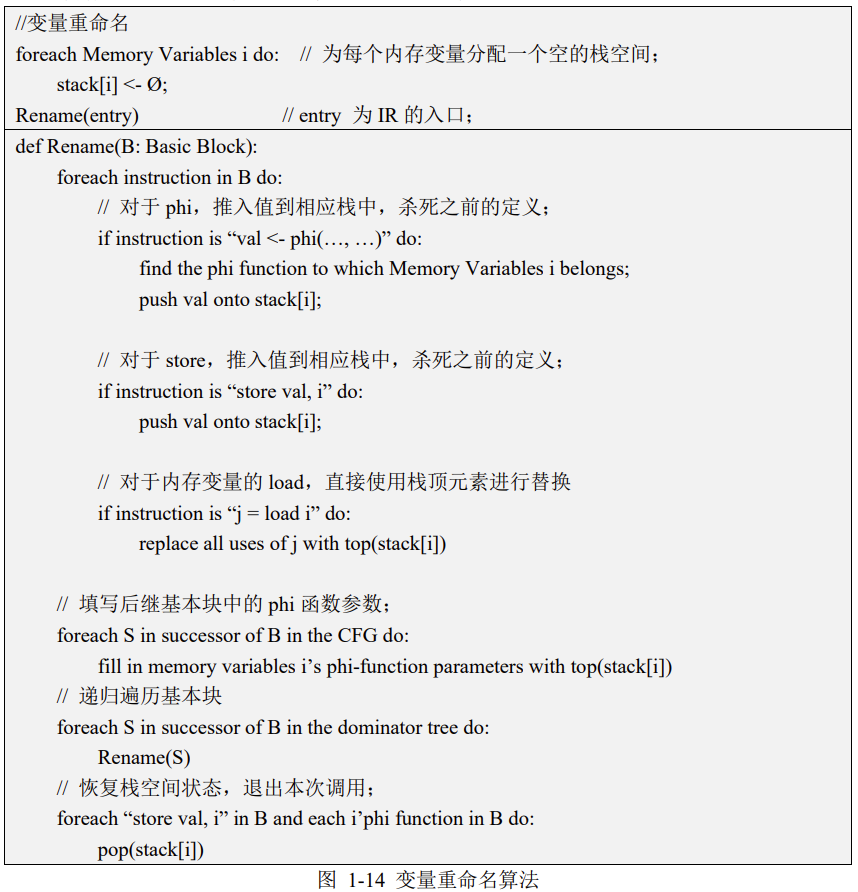 //变量重命名
foreach Memory Variables i do: // 为每个内存变量分配一个空的栈空间；
stack[i] <- Ø;
Rename(entry) // entry 为 IR 的入口；
def Rename(B: Basic Block):
foreach instruction in B do:
// 对于 phi，推入值到相应栈中，杀死之前的定义；
if instruction is “val <- phi(…, …)” do:
find the phi function to which Memory Variables i belongs;
push val onto stack[i];
// 对于 store，推入值到相应栈中，杀死之前的定义；
if instruction is “store val, i” do:
push val onto stack[i];
// 对于内存变量的 load，直接使用栈顶元素进行替换
if instruction is “j = load i” do:
replace all uses of j with top(stack[i])
// 填写后继基本块中的 phi 函数参数；
foreach S in successor of B in the CFG do:
fill in memory variables i’s phi-function parameters with top(stack[i])
// 递归遍历基本块
foreach S in successor of B in the dominator tree do:
Rename(S)
// 恢复栈空间状态，退出本次调用；
foreach “store val, i” in B and each i’phi function in B do:
pop(stack[i])
图 1-14 变量重命名算法